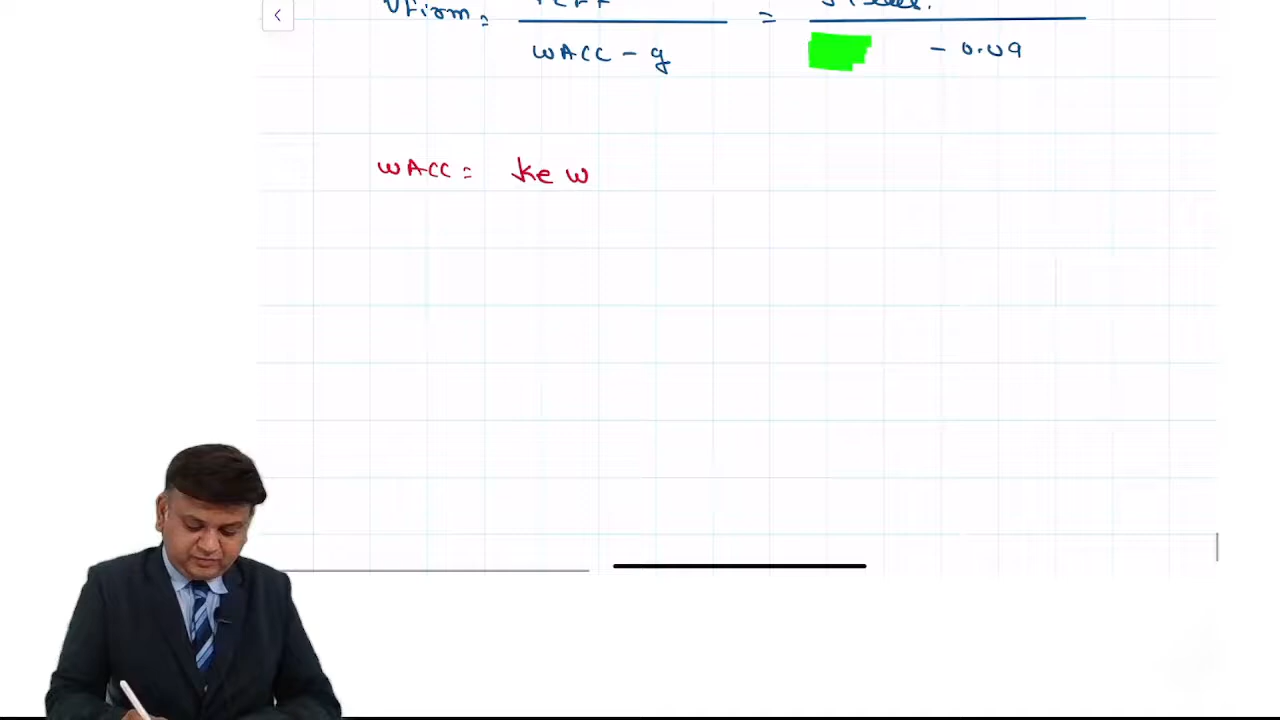 VFirm =
=
WACC - g
- 0.09
WACC = Ke W